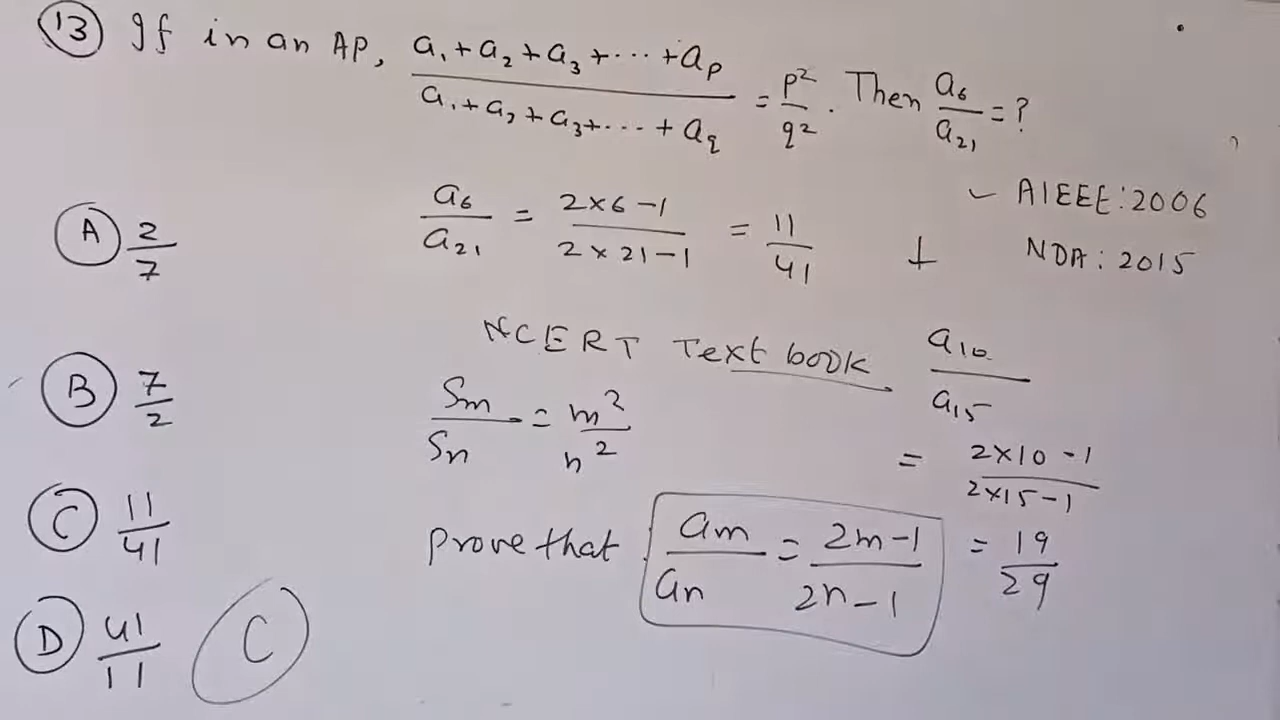 (13) If in an AP, a₁+a₂+a₃+⋯+aₚ / a₁+a₂+a₃+⋯+a_q = p²/q². Then a₆/a₂₁ = ?
AIEEE:2006
NDA:2015
(A) 2/7
a₆/a₂₁ = 2×6-1 / 2×21-1 = 11/41
NCERT Text book
a₁₀/a₁₅
= 2×10-1 / 2×15-1
= 19/29
(B) 7/2
Sm/Sn = m²/n²
(C) 11/41
prove that am/an = 2m-1 / 2n-1
(D) 41/11
C